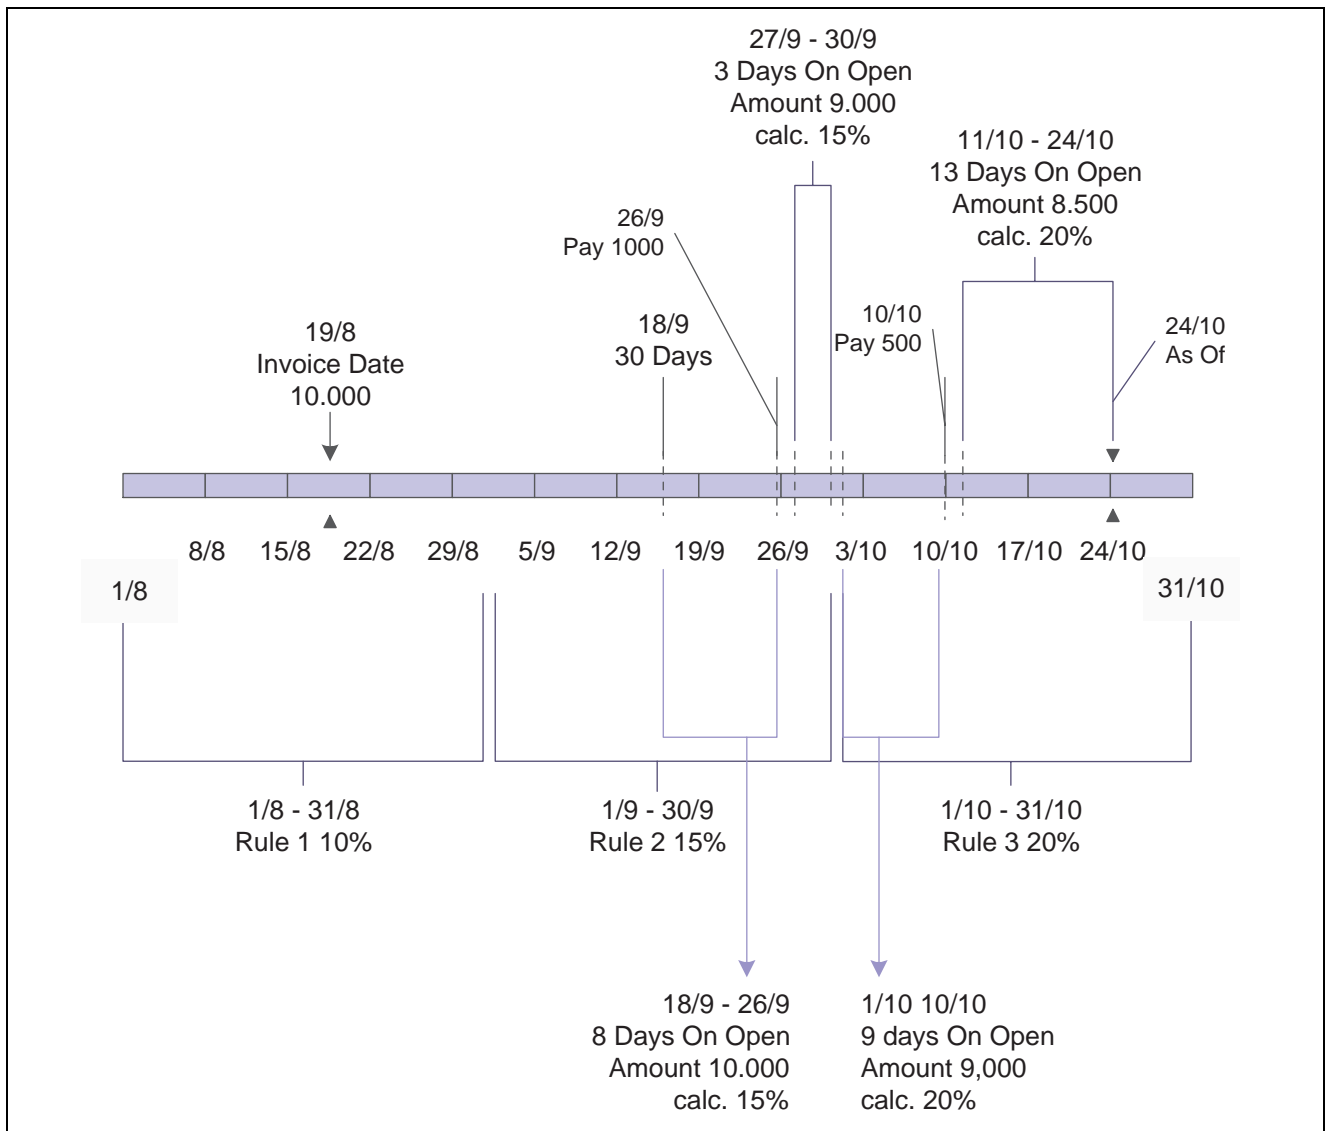 27/9 - 30/9
3 Days On Open
Amount 9.000
calc. 15%
11/10 - 24/10
13 Days On Open
Amount 8.500
calc. 20%
26/9
Pay 1000
19/8
Invoice Date
10.000
18/9
30 Days
10/10
Pay 500
24/10
As Of
8/8
15/8
22/8
29/8
5/9
12/9
19/9
26/9
3/10
10/10
17/10
24/10
1/8
31/10
1/8 - 31/8
Rule 1 10%
1/9 - 30/9
Rule 2 15%
1/10 - 31/10
Rule 3 20%
18/9 - 26/9
8 Days On Open
Amount 10.000
calc. 15%
1/10 10/10
9 days On Open
Amount 9,000
calc. 20%